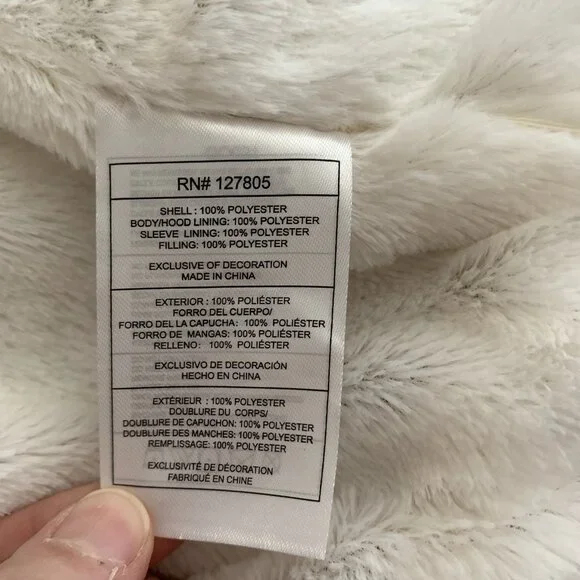 RN# 127805
SHELL : 100% POLYESTER
BODY/HOOD LINING: 100% POLYESTER
SLEEVE LINING: 100% POLYESTER
FILLING: 100% POLYESTER
EXCLUSIVE OF DECORATION
MADE IN CHINA
EXTERIOR : 100% POLIÉSTER
FORRO DEL CUERPO/
FORRO DEL LA CAPUCHA: 100% POLIÉSTER
FORRO DE MANGAS: 100% POLIÉSTER
RELLENO: 100% POLIÉSTER
EXCLUSIVO DE DECORACIÓN
HECHO EN CHINA
EXTÉRIEUR : 100% POLYESTER
DOUBLURE DU CORPS/
DOUBLURE DE CAPUCHON: 100% POLYESTER
DOUBLURE DES MANCHES: 100% POLYESTER
REMPLISSAGE: 100% POLYESTER
EXCLUSIVITÉ DE DÉCORATION
FABRIQUÉ EN CHINE